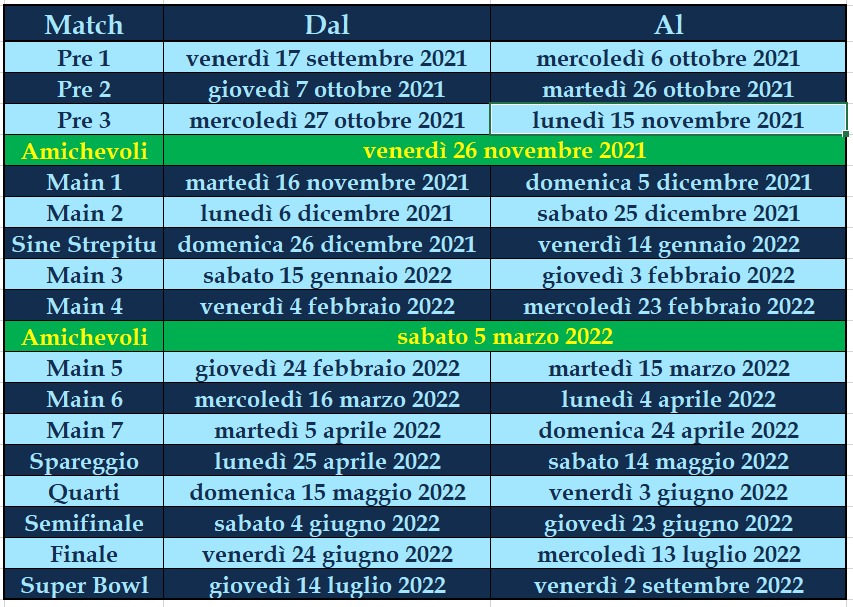 Match Dal Al
Pre 1 venerdì 17 settembre 2021 mercoledì 6 ottobre 2021
Pre 2 giovedì 7 ottobre 2021 martedì 26 ottobre 2021
Pre 3 mercoledì 27 ottobre 2021 lunedì 15 novembre 2021
Amichevoli venerdì 26 novembre 2021
Main 1 martedì 16 novembre 2021 domenica 5 dicembre 2021
Main 2 lunedì 6 dicembre 2021 sabato 25 dicembre 2021
Sine Strepitu domenica 26 dicembre 2021 venerdì 14 gennaio 2022
Main 3 sabato 15 gennaio 2022 giovedì 3 febbraio 2022
Main 4 venerdì 4 febbraio 2022 mercoledì 23 febbraio 2022
Amichevoli sabato 5 marzo 2022
Main 5 giovedì 24 febbraio 2022 martedì 15 marzo 2022
Main 6 mercoledì 16 marzo 2022 lunedì 4 aprile 2022
Main 7 martedì 5 aprile 2022 domenica 24 aprile 2022
Spareggio lunedì 25 aprile 2022 sabato 14 maggio 2022
Quarti domenica 15 maggio 2022 venerdì 3 giugno 2022
Semifinale sabato 4 giugno 2022 giovedì 23 giugno 2022
Finale venerdì 24 giugno 2022 mercoledì 13 luglio 2022
Super Bowl giovedì 14 luglio 2022 venerdì 2 settembre 2022